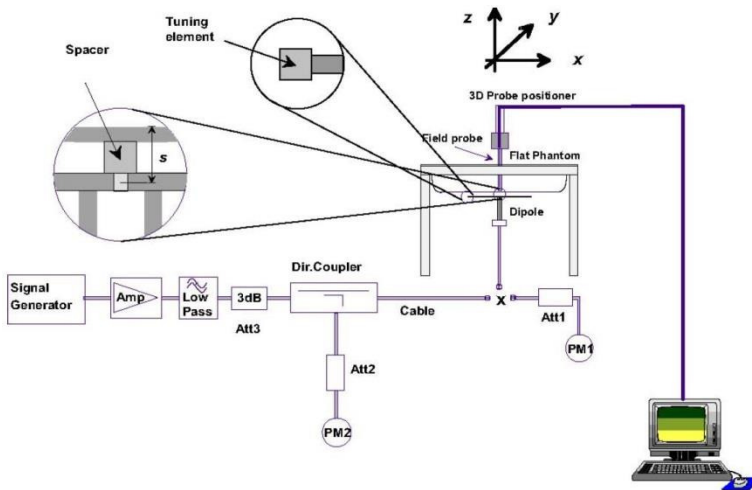 Tuning
element
Spacer
s
z
y
x
3D Probe positioner
Field probe
Flat Phantom
Dipole
Signal
Generator
Amp
Low
Pass
3dB
Att3
Dir.Coupler
Cable
x
Att1
PM1
Att2
PM2